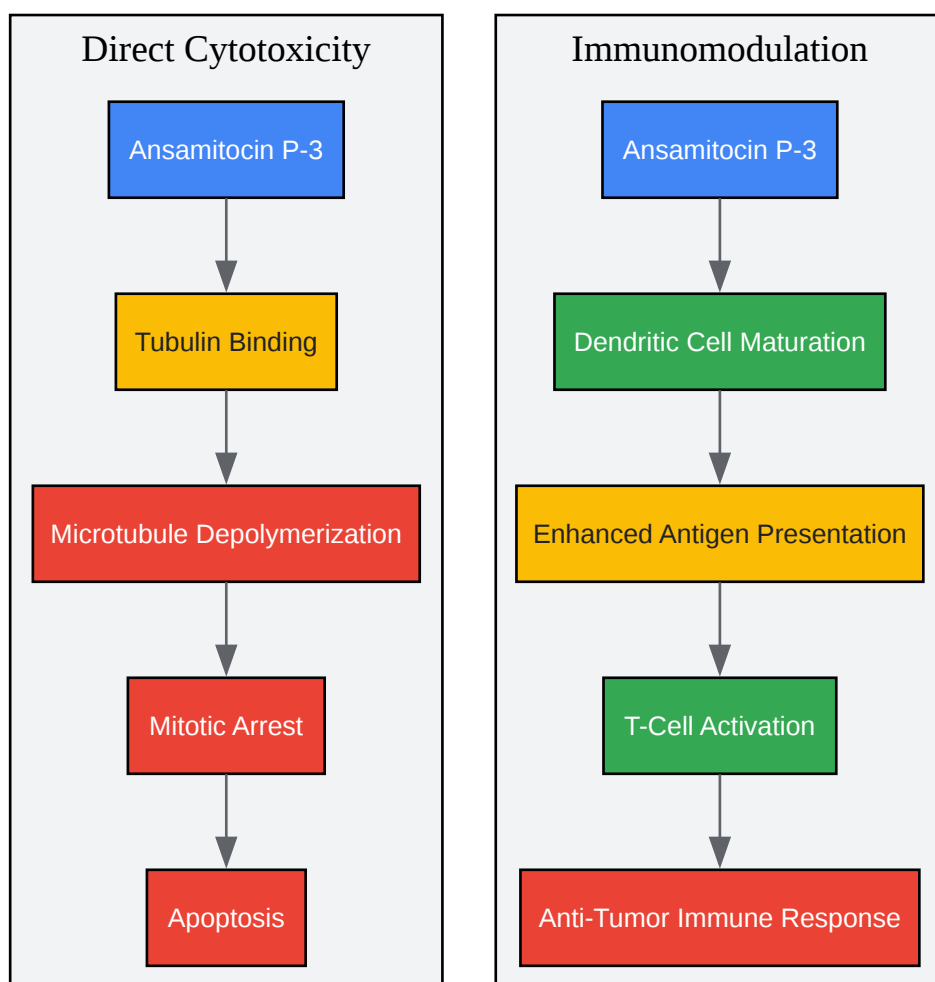 Direct Cytotoxicity
Ansamitocin P-3
Tubulin Binding
Microtubule Depolymerization
Mitotic Arrest
Apoptosis
Immunomodulation
Ansamitocin P-3
Dendritic Cell Maturation
Enhanced Antigen Presentation
T-Cell Activation
Anti-Tumor Immune Response